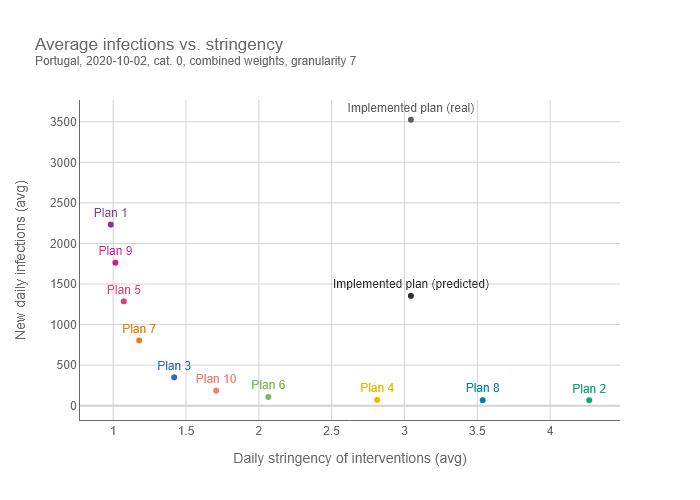 Average infections vs. stringency
Portugal, 2020-10-02, cat. 0, combined weights, granularity 7
Implemented plan (real)
3500
3000
2500
Plan 1
2000
Plan 9
1500
Plan 5
Implemented plan (predicted)
1000
Plan 7
500
Plan 3
Plan 10
Plan 6
Plan 4
Plan 8
Plan 2
0
1
1.5
2
2.5
3
3.5
4
New daily infections (avg)
Daily stringency of interventions (avg)